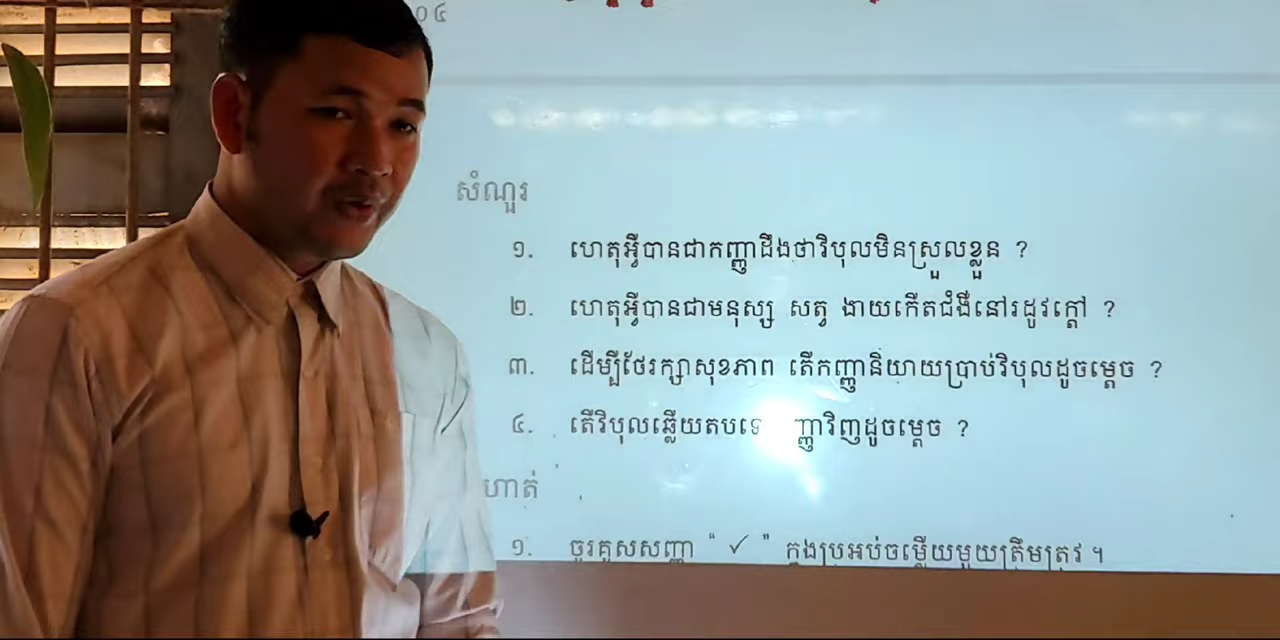 ០៤
សំណួរ
១. ហេតុអ្វីបានជាកញ្ញាដឹងថាវិបុលមិនស្រួលខ្លួន ?
២. ហេតុអ្វីបានជាមនុស្ស សត្វ ងាយកើតជំងឺនៅរដូវក្ដៅ ?
៣. ដើម្បីថែរក្សាសុខភាព តើកញ្ញានិយាយប្រាប់វិបុលដូចម្ដេច ?
៤. តើវិបុលឆ្លើយតបទៅ ញ្ញាវិញដូចម្ដេច ?
ហាត់
១. ចូរគូសសញ្ញា “ ✓ ” ក្នុងប្រអប់ចម្លើយមួយត្រឹមត្រូវ ។